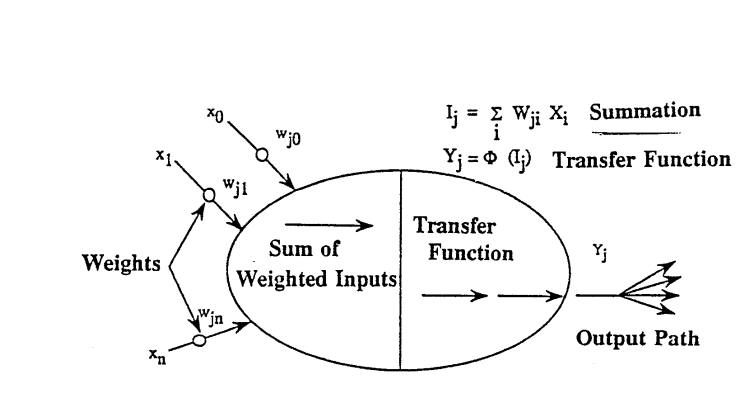 x₀
wⱼ₀
Iⱼ = Σ Wⱼᵢ Xᵢ Summation
i
x₁
wⱼ₁
Yⱼ = Φ (Iⱼ) Transfer Function
Sum of
Weighted Inputs
Transfer
Function
Yⱼ
Weights
wⱼₙ
xₙ
Output Path